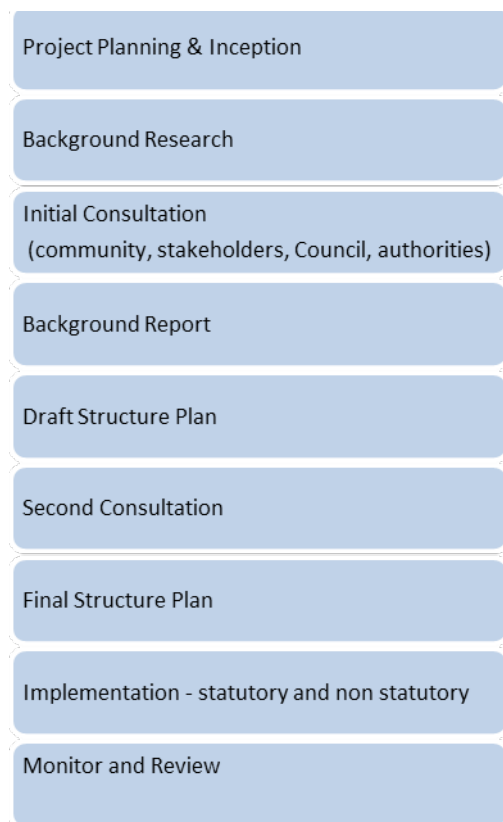 Project Planning & Inception
Background Research
Initial Consultation
(community, stakeholders, Council, authorities)
Background Report
Draft Structure Plan
Second Consultation
Final Structure Plan
Implementation - statutory and non statutory
Monitor and Review